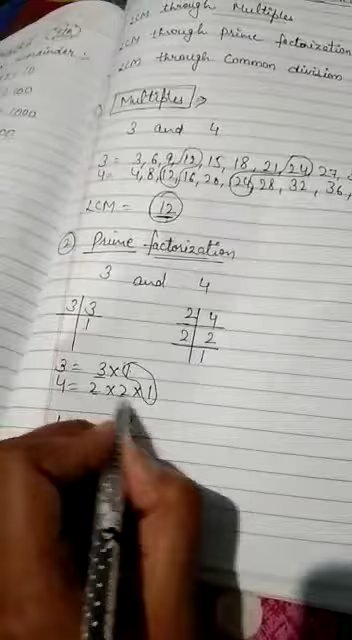 LCM through Multiples
LCM through Prime factorization
LCM through Common division
Multiples ⇒
3 and 4
3 = 3, 6, 9, 12, 15, 18, 21, 24, 27,
4 = 4, 8, 12, 16, 20, 24, 28, 32, 36,
LCM = 12
② Prime factorization
3 and 4
3 | 3
1
2 | 4
2 | 2
1
3 = 3 × 1
4 = 2 × 2 × 1